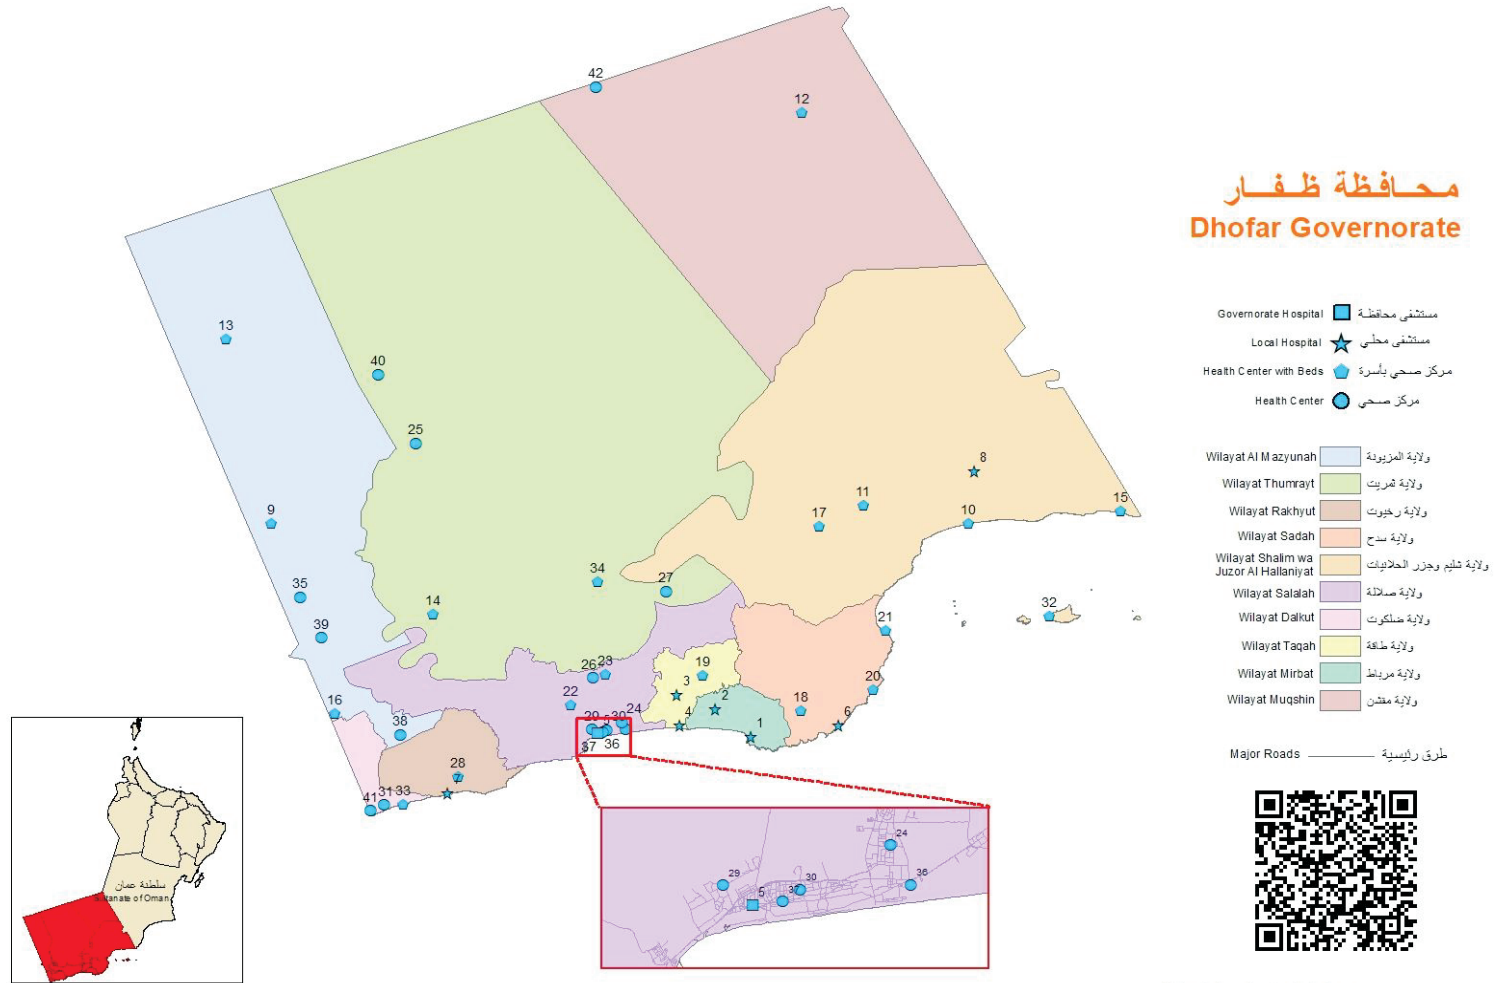 محافظة ظفار
Dhofar Governorate
Governorate Hospital مستشفى محافظة
Local Hospital مستشفى محلي
Health Center with Beds مركز صحي بأسرة
Health Center مركز صحي
Wilayat Al Mazyunah ولاية المزيونة
Wilayat Thumrayt ولاية ثمريت
Wilayat Rakhyut ولاية رخيوت
Wilayat Sadah ولاية سدح
Wilayat Shalim wa
Juzor Al Hallaniyat ولاية شليم وجزر الحلانيات
Wilayat Salalah ولاية صلالة
Wilayat Dalkut ولاية ضلكوت
Wilayat Taqah ولاية طاقة
Wilayat Mirbat ولاية مرباط
Wilayat Muqshin ولاية مقشن
Major Roads طرق رئيسية
42
12
13
40
25
8
15
11
17
10
9
34
27
35
14
32
39
21
26 23
19
3
20
16
22
2
18
24
29 5 30
4
6
38
1
37 36
28
7
41 31 33
24
29
30
36
5
37
سلطنة عمان
Sultanate of Oman